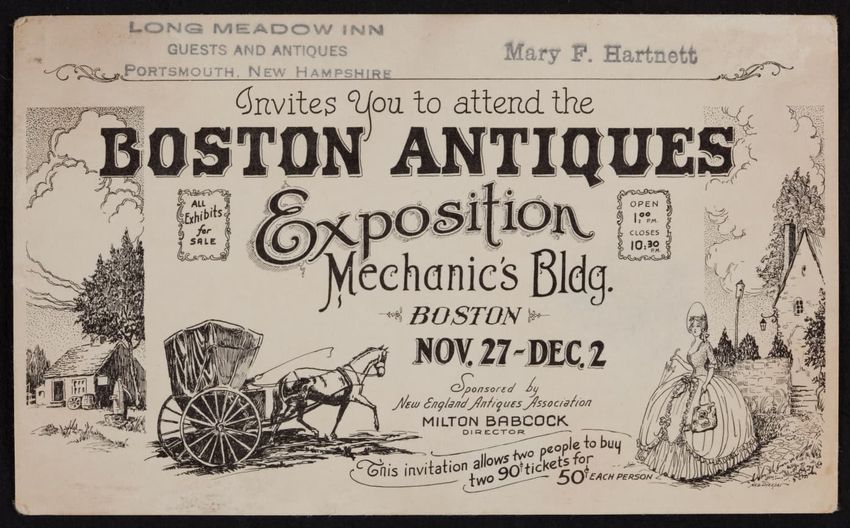 LONG MEADOW INN
GUESTS AND ANTIQUES
PORTSMOUTH, NEW HAMPSHIRE
Mary F. Hartnett
Invites You to attend the
BOSTON ANTIQUES
Exposition
ALL
Exhibits
for
SALE
OPEN
1:00 P.M.
CLOSES
10:30 P.M.
Mechanic's Bldg.
BOSTON
NOV. 27-DEC. 2
Sponsored by
New England Antiques Association
MILTON BABCOCK
DIRECTOR
This invitation allows two people to buy
two 90¢ tickets for
50¢ EACH PERSON